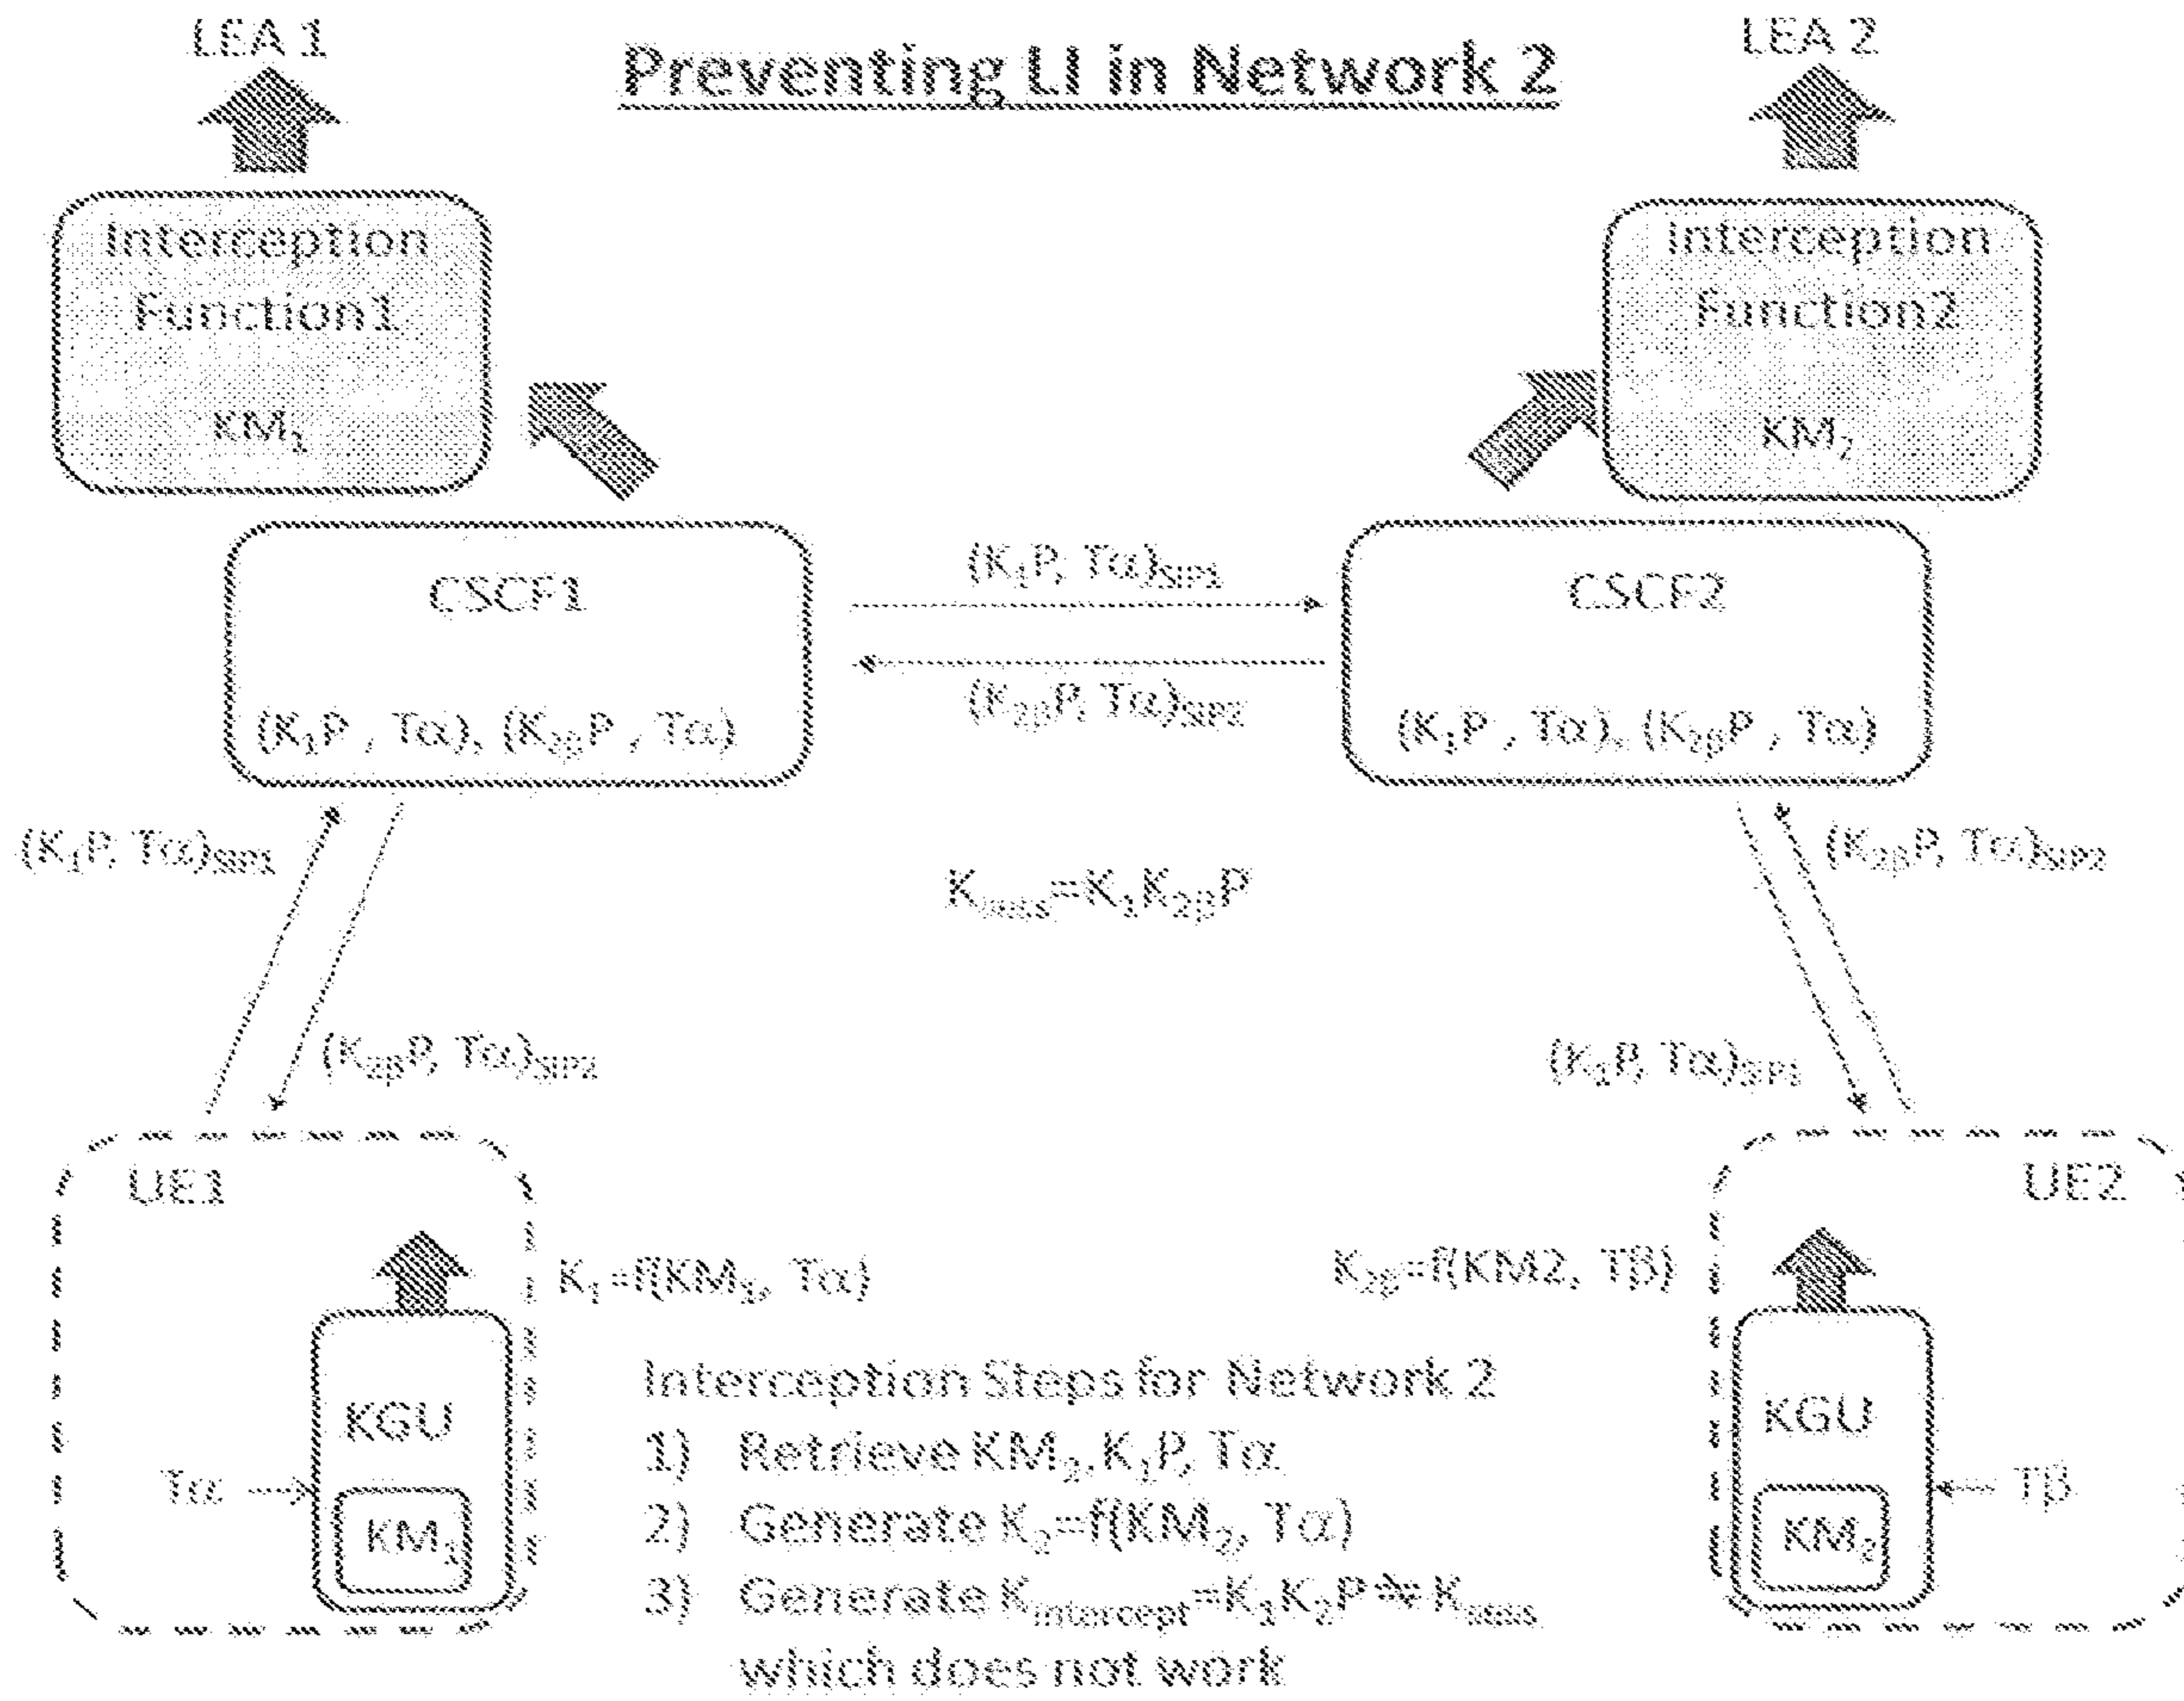 LEA 1
Preventing LI in Network 2
LEA 2
Interception
Function1
KM₁
Interception
Function2
KM₂
CSCF1
(K₁P , Tα), (K₂ᵦP , Tα)
(K₁P, Tα)SIP1
(K₂ᵦP, Tα)SIP2
CSCF2
(K₁P , Tα), (K₂ᵦP , Tα)
(K₁P, Tα)SIP1
(K₂ᵦP, Tα)SIP2
K=K₁K₂ᵦP
(K₂ᵦP, Tα)SIP2
(K₁P, Tα)SIP1
UE1
K₁=f(KM₁, Tα)
KGU
Tα
KM₁
UE2
K₂ᵦ=f(KM2, Tβ)
KGU
Tβ
KM₂
Interception Steps for Network 2
1) Retrieve KM₂, K₁P, Tα
2) Generate K₂=f(KM₂, Tα)
3) Generate Kintercept=K₁K₂P ≠ K
which does not work